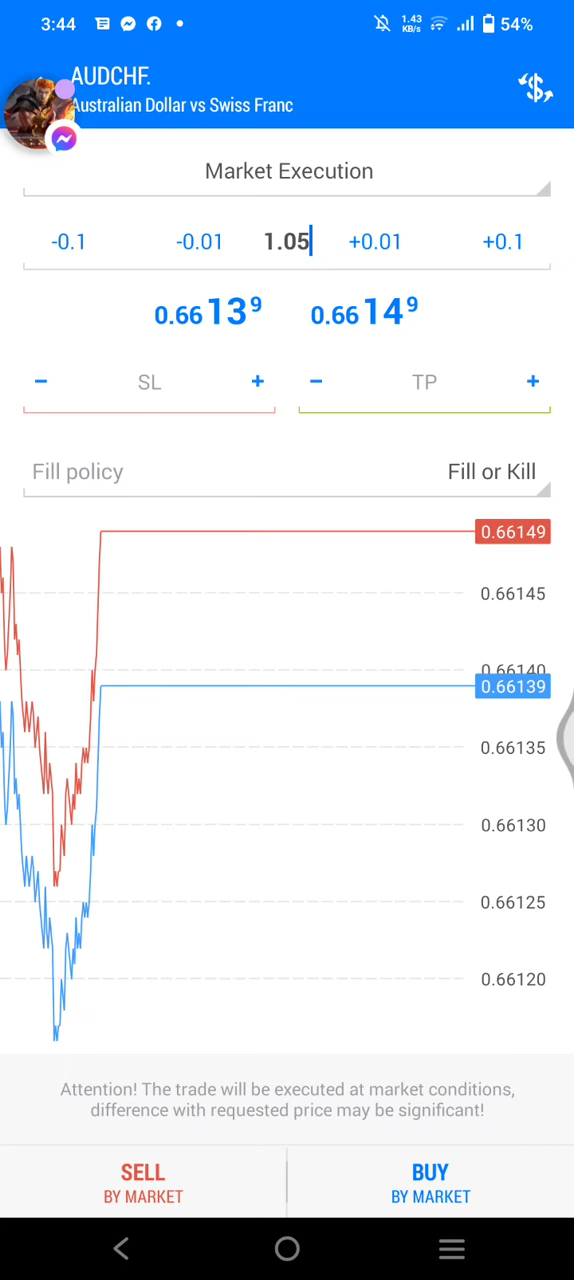 3:44 1.43 KB/s 54%
AUDCHF.
Australian Dollar vs Swiss Franc
Market Execution
-0.1 -0.01 1.05 +0.01 +0.1
0.66139 0.66149
− SL + − TP +
Fill policy Fill or Kill
0.66149
0.66145
0.66140
0.66139
0.66135
0.66130
0.66125
0.66120
Attention! The trade will be executed at market conditions,
difference with requested price may be significant!
SELL BUY
BY MARKET BY MARKET